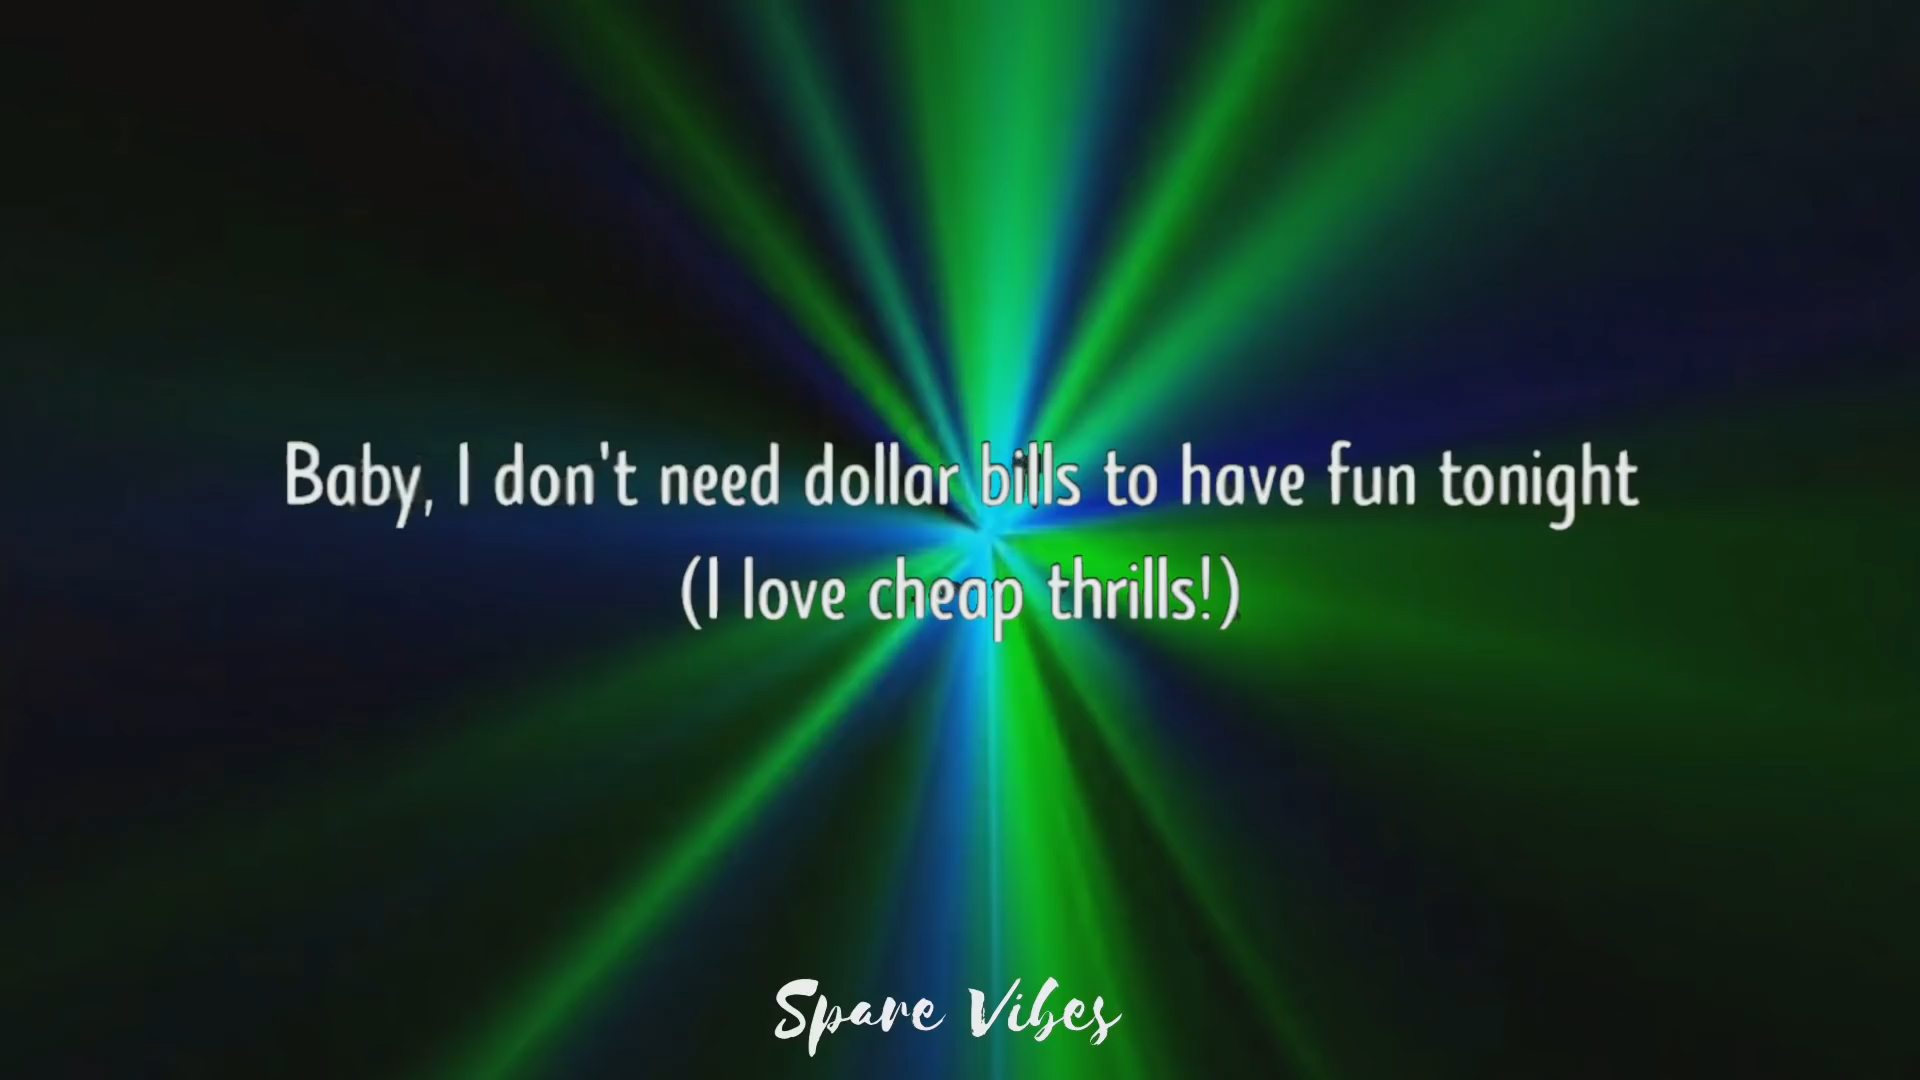 Baby, I don't need dollar bills to have fun tonight
(I love cheap thrills!)
Spare Vibes